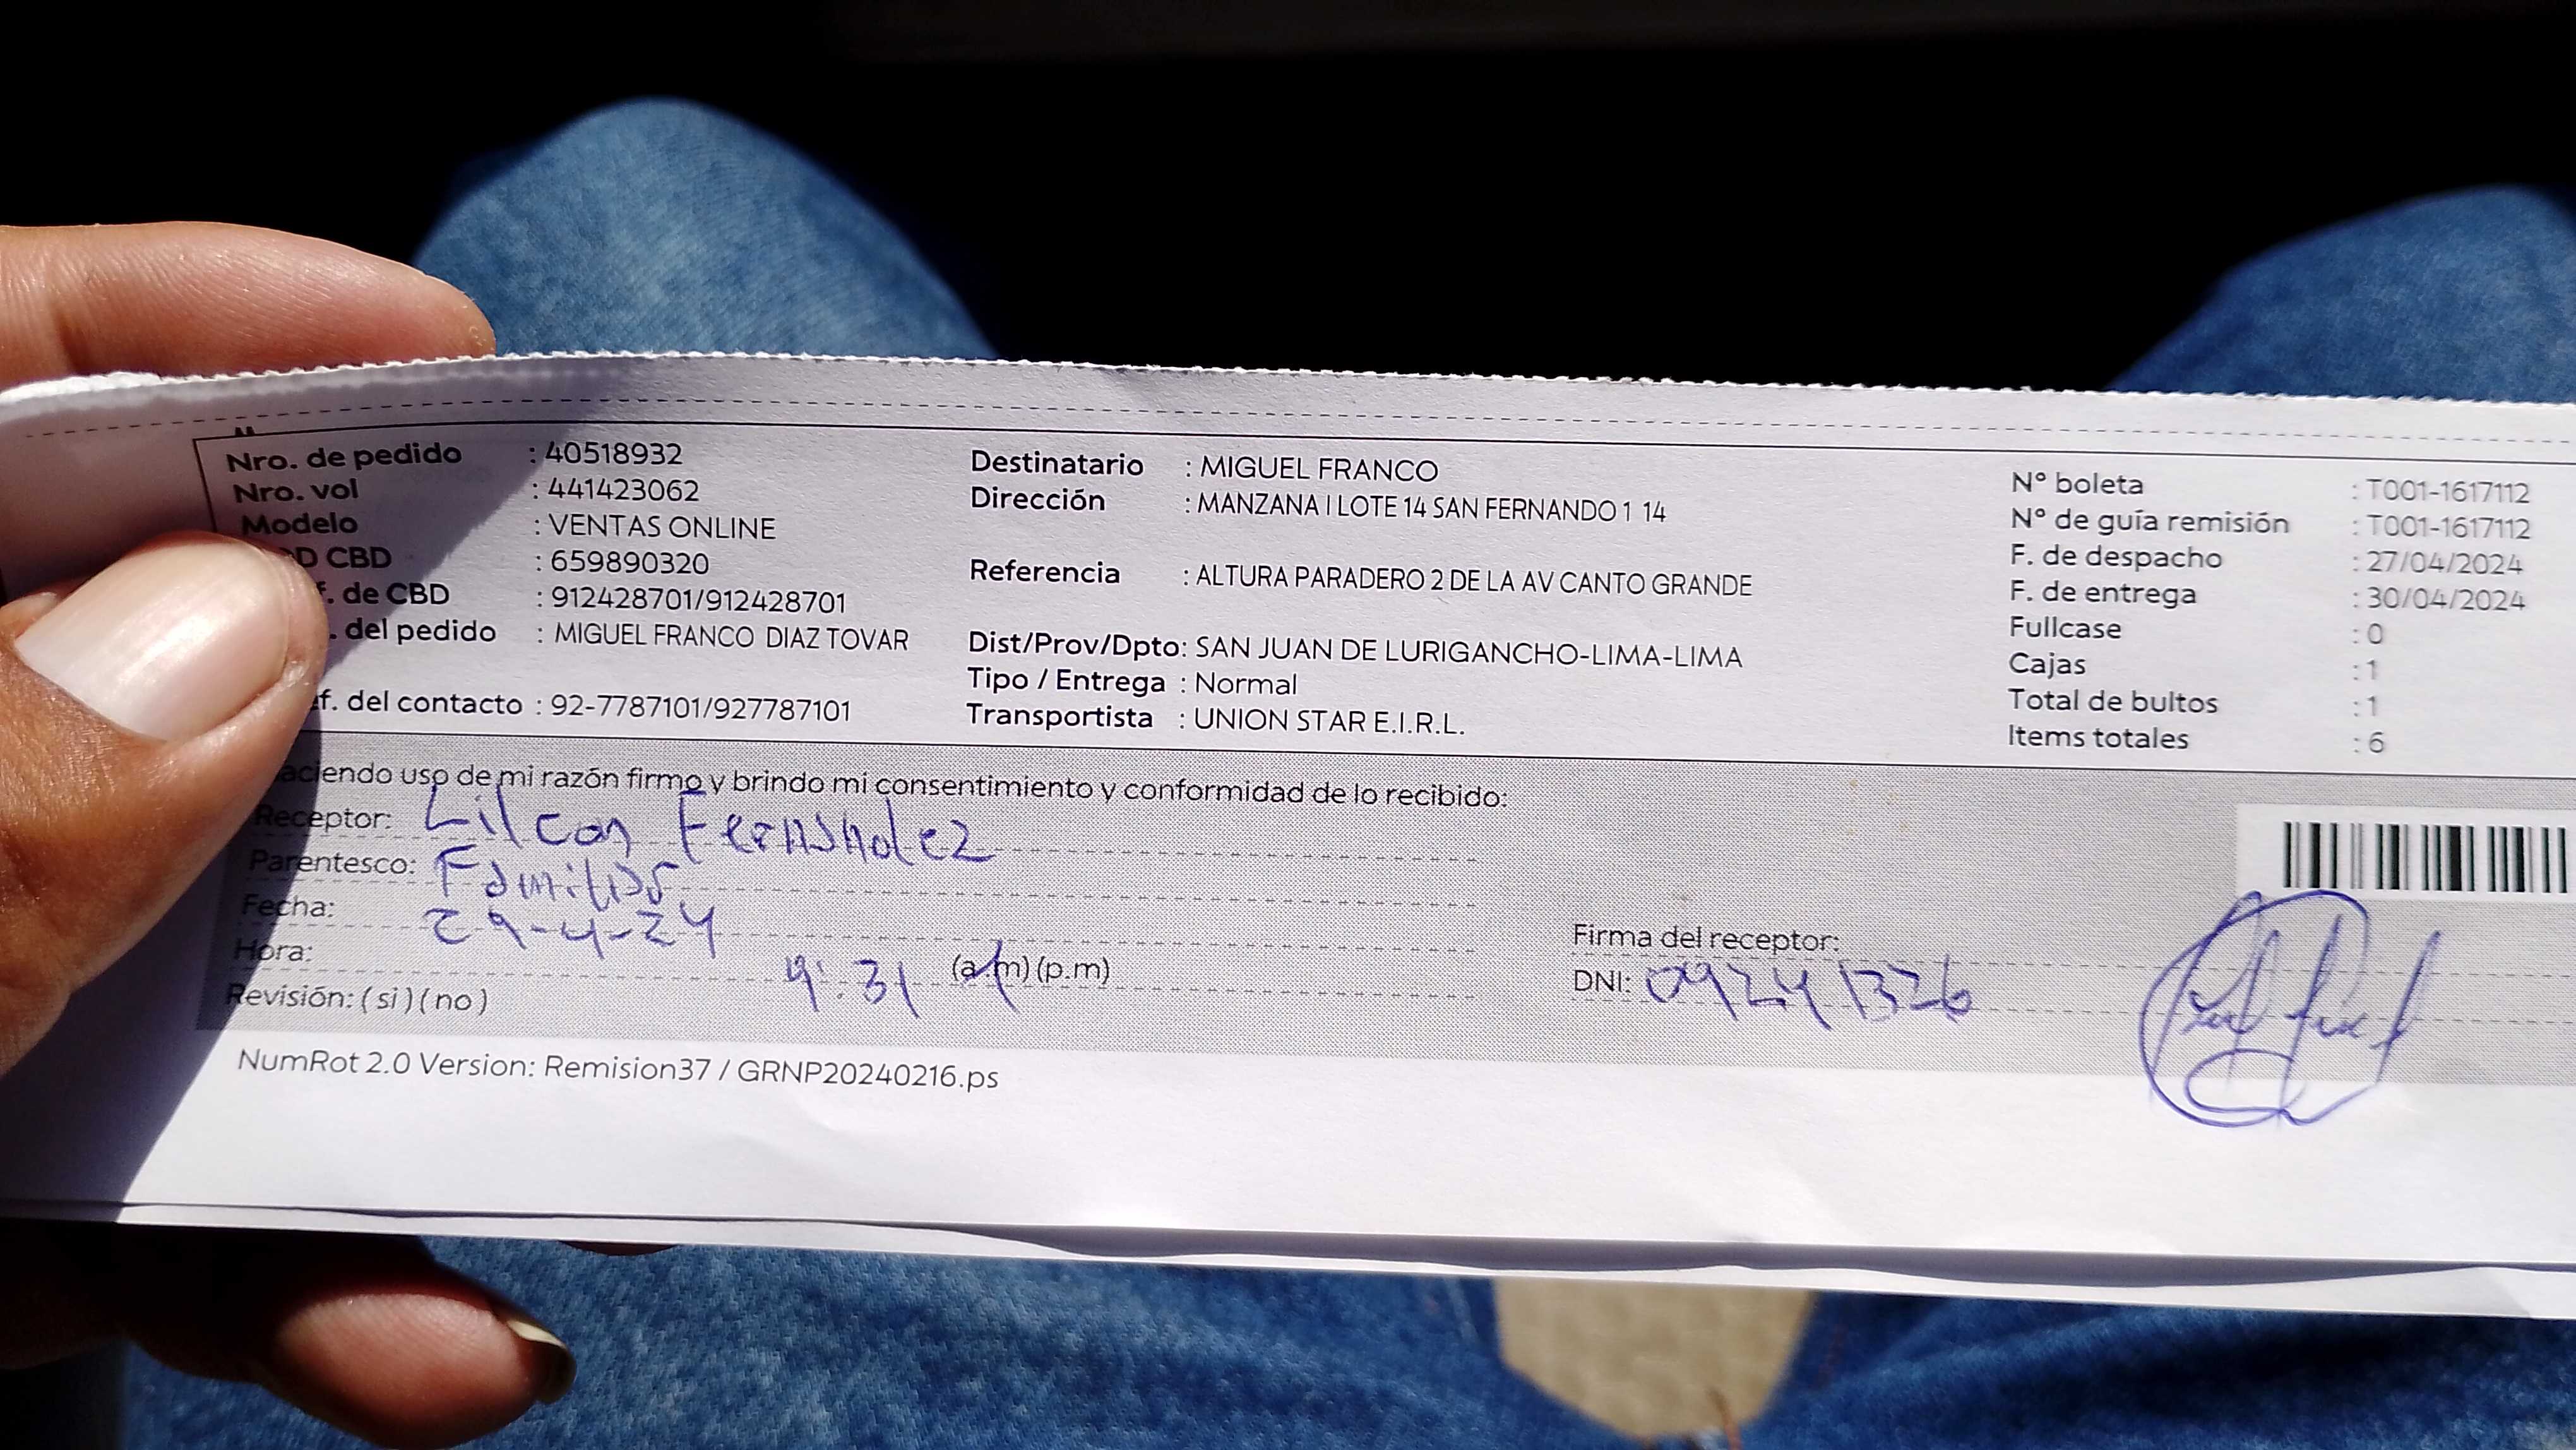 Nro. de pedido : 40518932
Nro. vol : 441423062
Modelo : VENTAS ONLINE
CBD : 659890320
f. de CBD : 912428701/912428701
. del pedido : MIGUEL FRANCO DIAZ TOVAR
f. del contacto : 92-7787101/927787101
Destinatario : MIGUEL FRANCO
Dirección : MANZANA I LOTE 14 SAN FERNANDO 1 14
Referencia : ALTURA PARADERO 2 DE LA AV CANTO GRANDE
Dist/Prov/Dpto: SAN JUAN DE LURIGANCHO-LIMA-LIMA
Tipo / Entrega : Normal
Transportista : UNION STAR E.I.R.L.
N° boleta : T001-1617112
N° de guía remisión : T001-1617112
F. de despacho : 27/04/2024
F. de entrega : 30/04/2024
Fullcase : 0
Cajas : 1
Total de bultos : 1
Items totales : 6
aciendo uso de mi razón firmo y brindo mi consentimiento y conformidad de lo recibido:
Receptor: Fernandez
Parentesco: Familiar
Fecha: 29-4-24
Hora: 9:31 (a.m) (p.m)
Revisión: ( si ) ( no )
Firma del receptor:
DNI: 09241326
NumRot 2.0 Version: Remision37 / GRNP20240216.ps